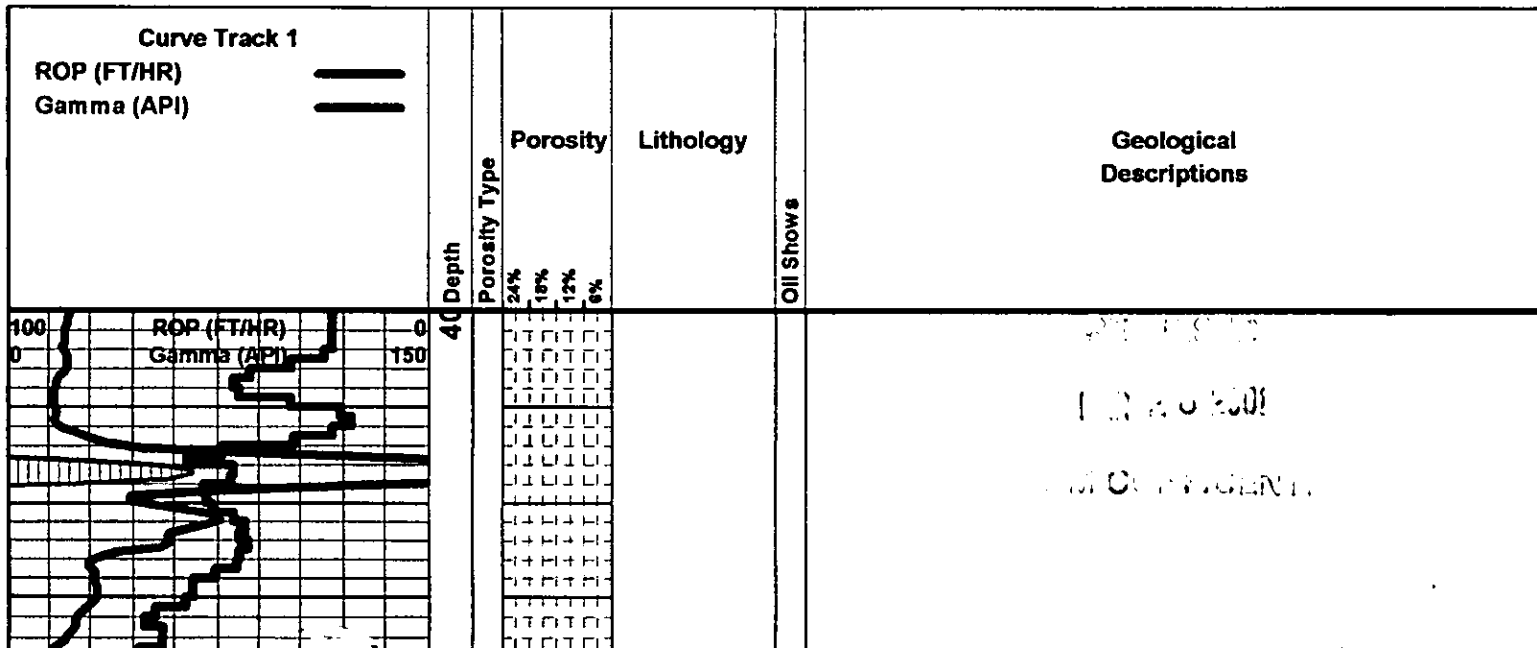 Curve Track 1
ROP (FT/HR)
Gamma (API)
Depth
Porosity Type
Porosity
24%
18%
12%
6%
Lithology
Oil Shows
Geological
Descriptions
100 ROP (FT/HR) 0
0 Gamma (API) 150
40